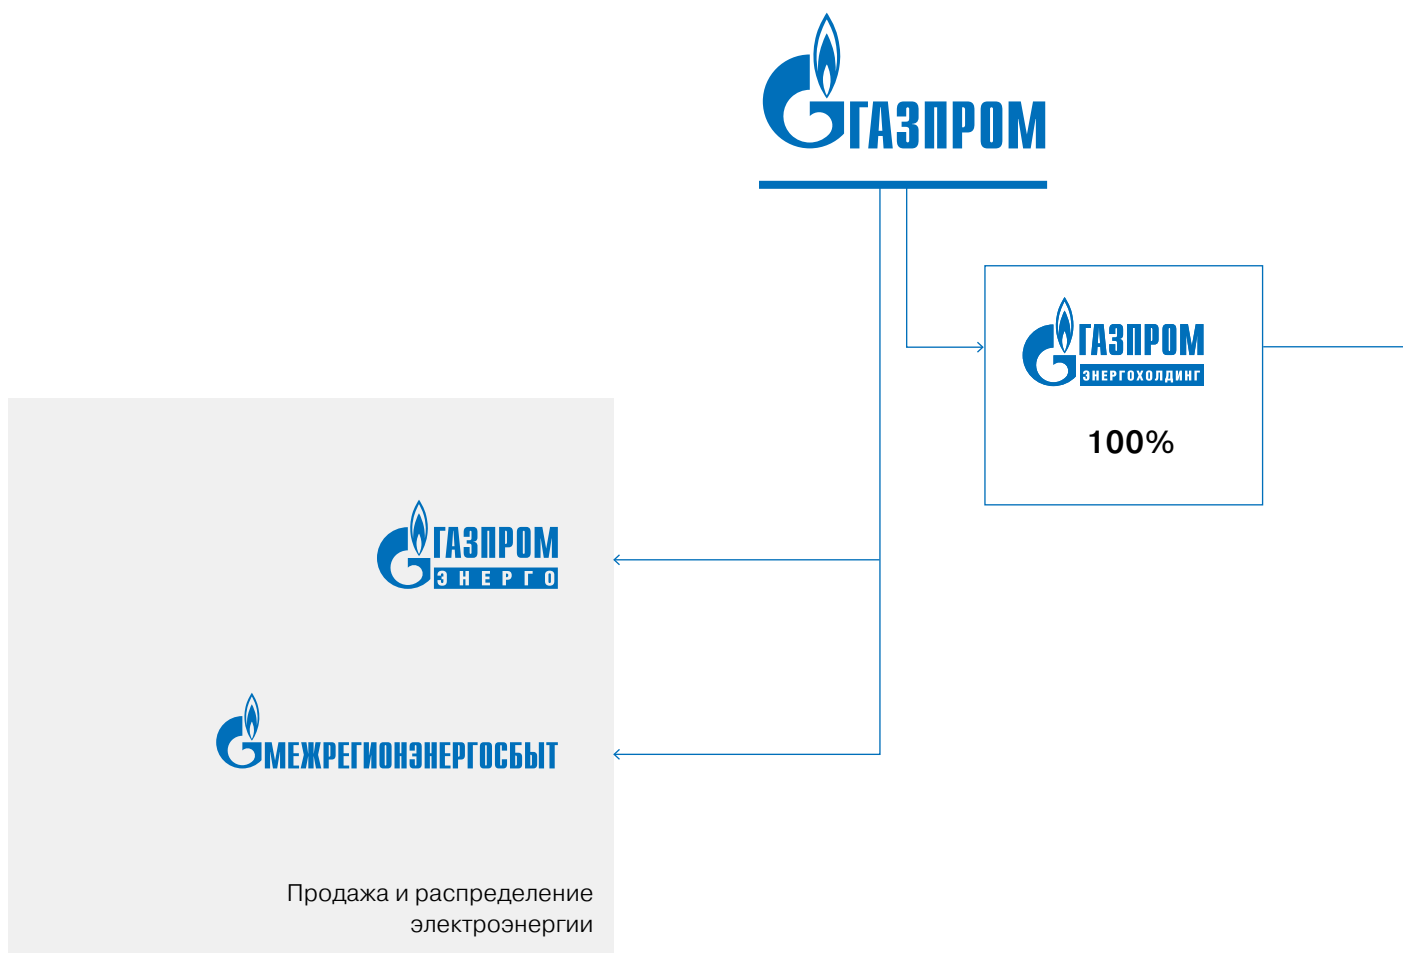 ГАЗПРОМ
ГАЗПРОМ
ЭНЕРГОХОЛДИНГ
100%
ГАЗПРОМ
ЭНЕРГО
МЕЖРЕГИОНЭНЕРГОСБЫТ
Продажа и распределение
электроэнергии